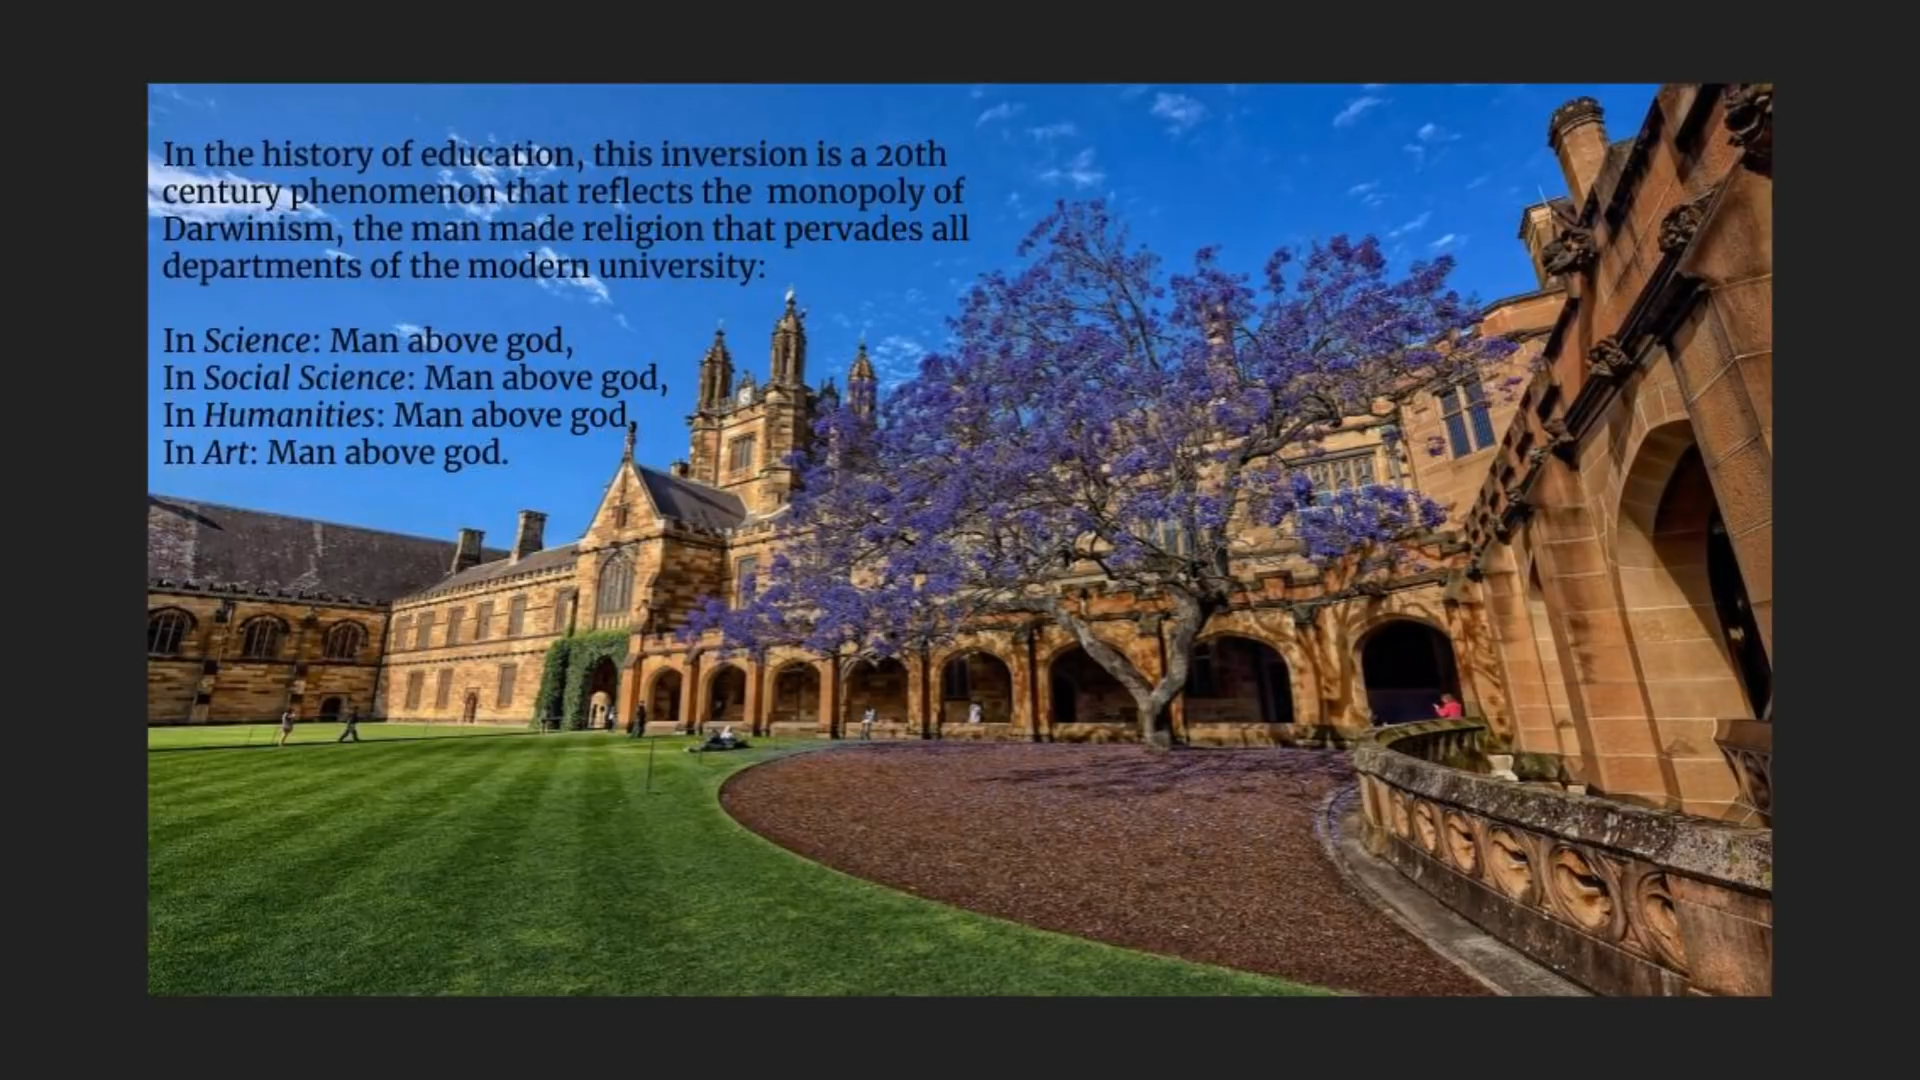 In the history of education, this inversion is a 20th
century phenomenon that reflects the monopoly of
Darwinism, the man made religion that pervades all
departments of the modern university:
In Science: Man above god,
In Social Science: Man above god,
In Humanities: Man above god,
In Art: Man above god.